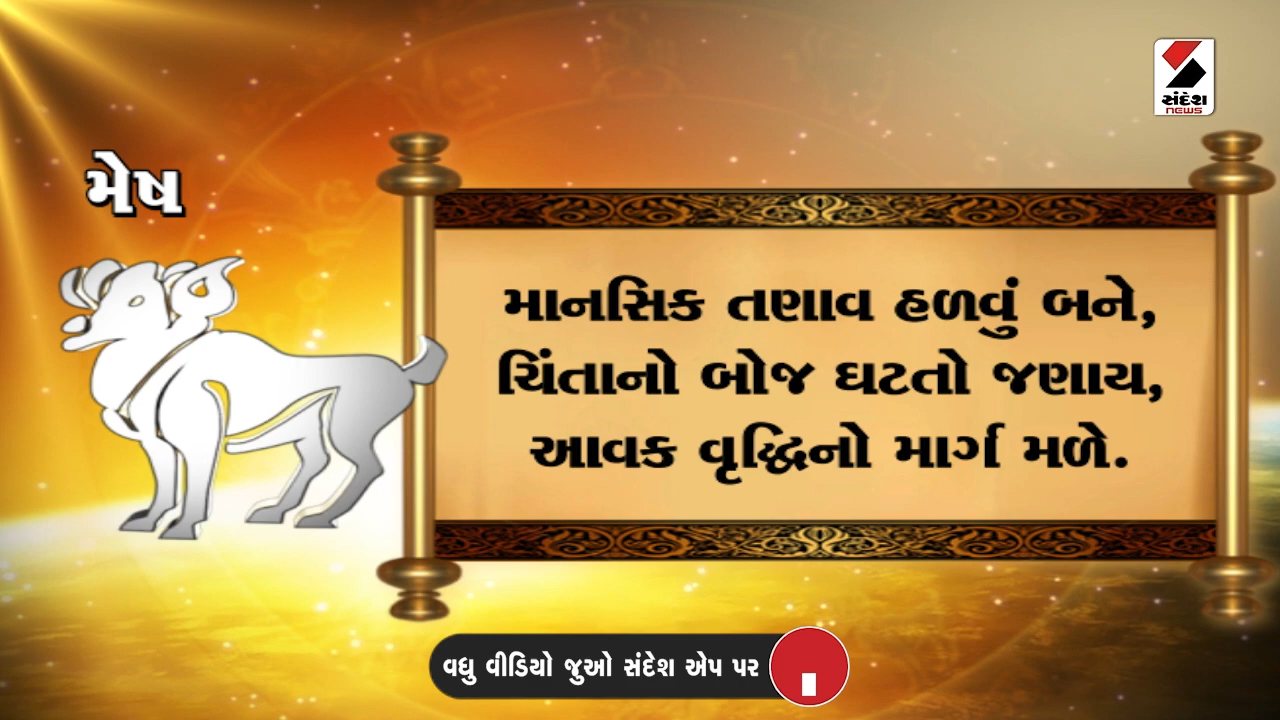 સંદેશ
NEWS
મેષ
માનસિક તણાવ હળવું બને,
ચિંતાનો બોજ ઘટતો જણાય,
આવક વૃદ્ધિનો માર્ગ મળે.
વધુ વીડિયો જુઓ સંદેશ એપ પર